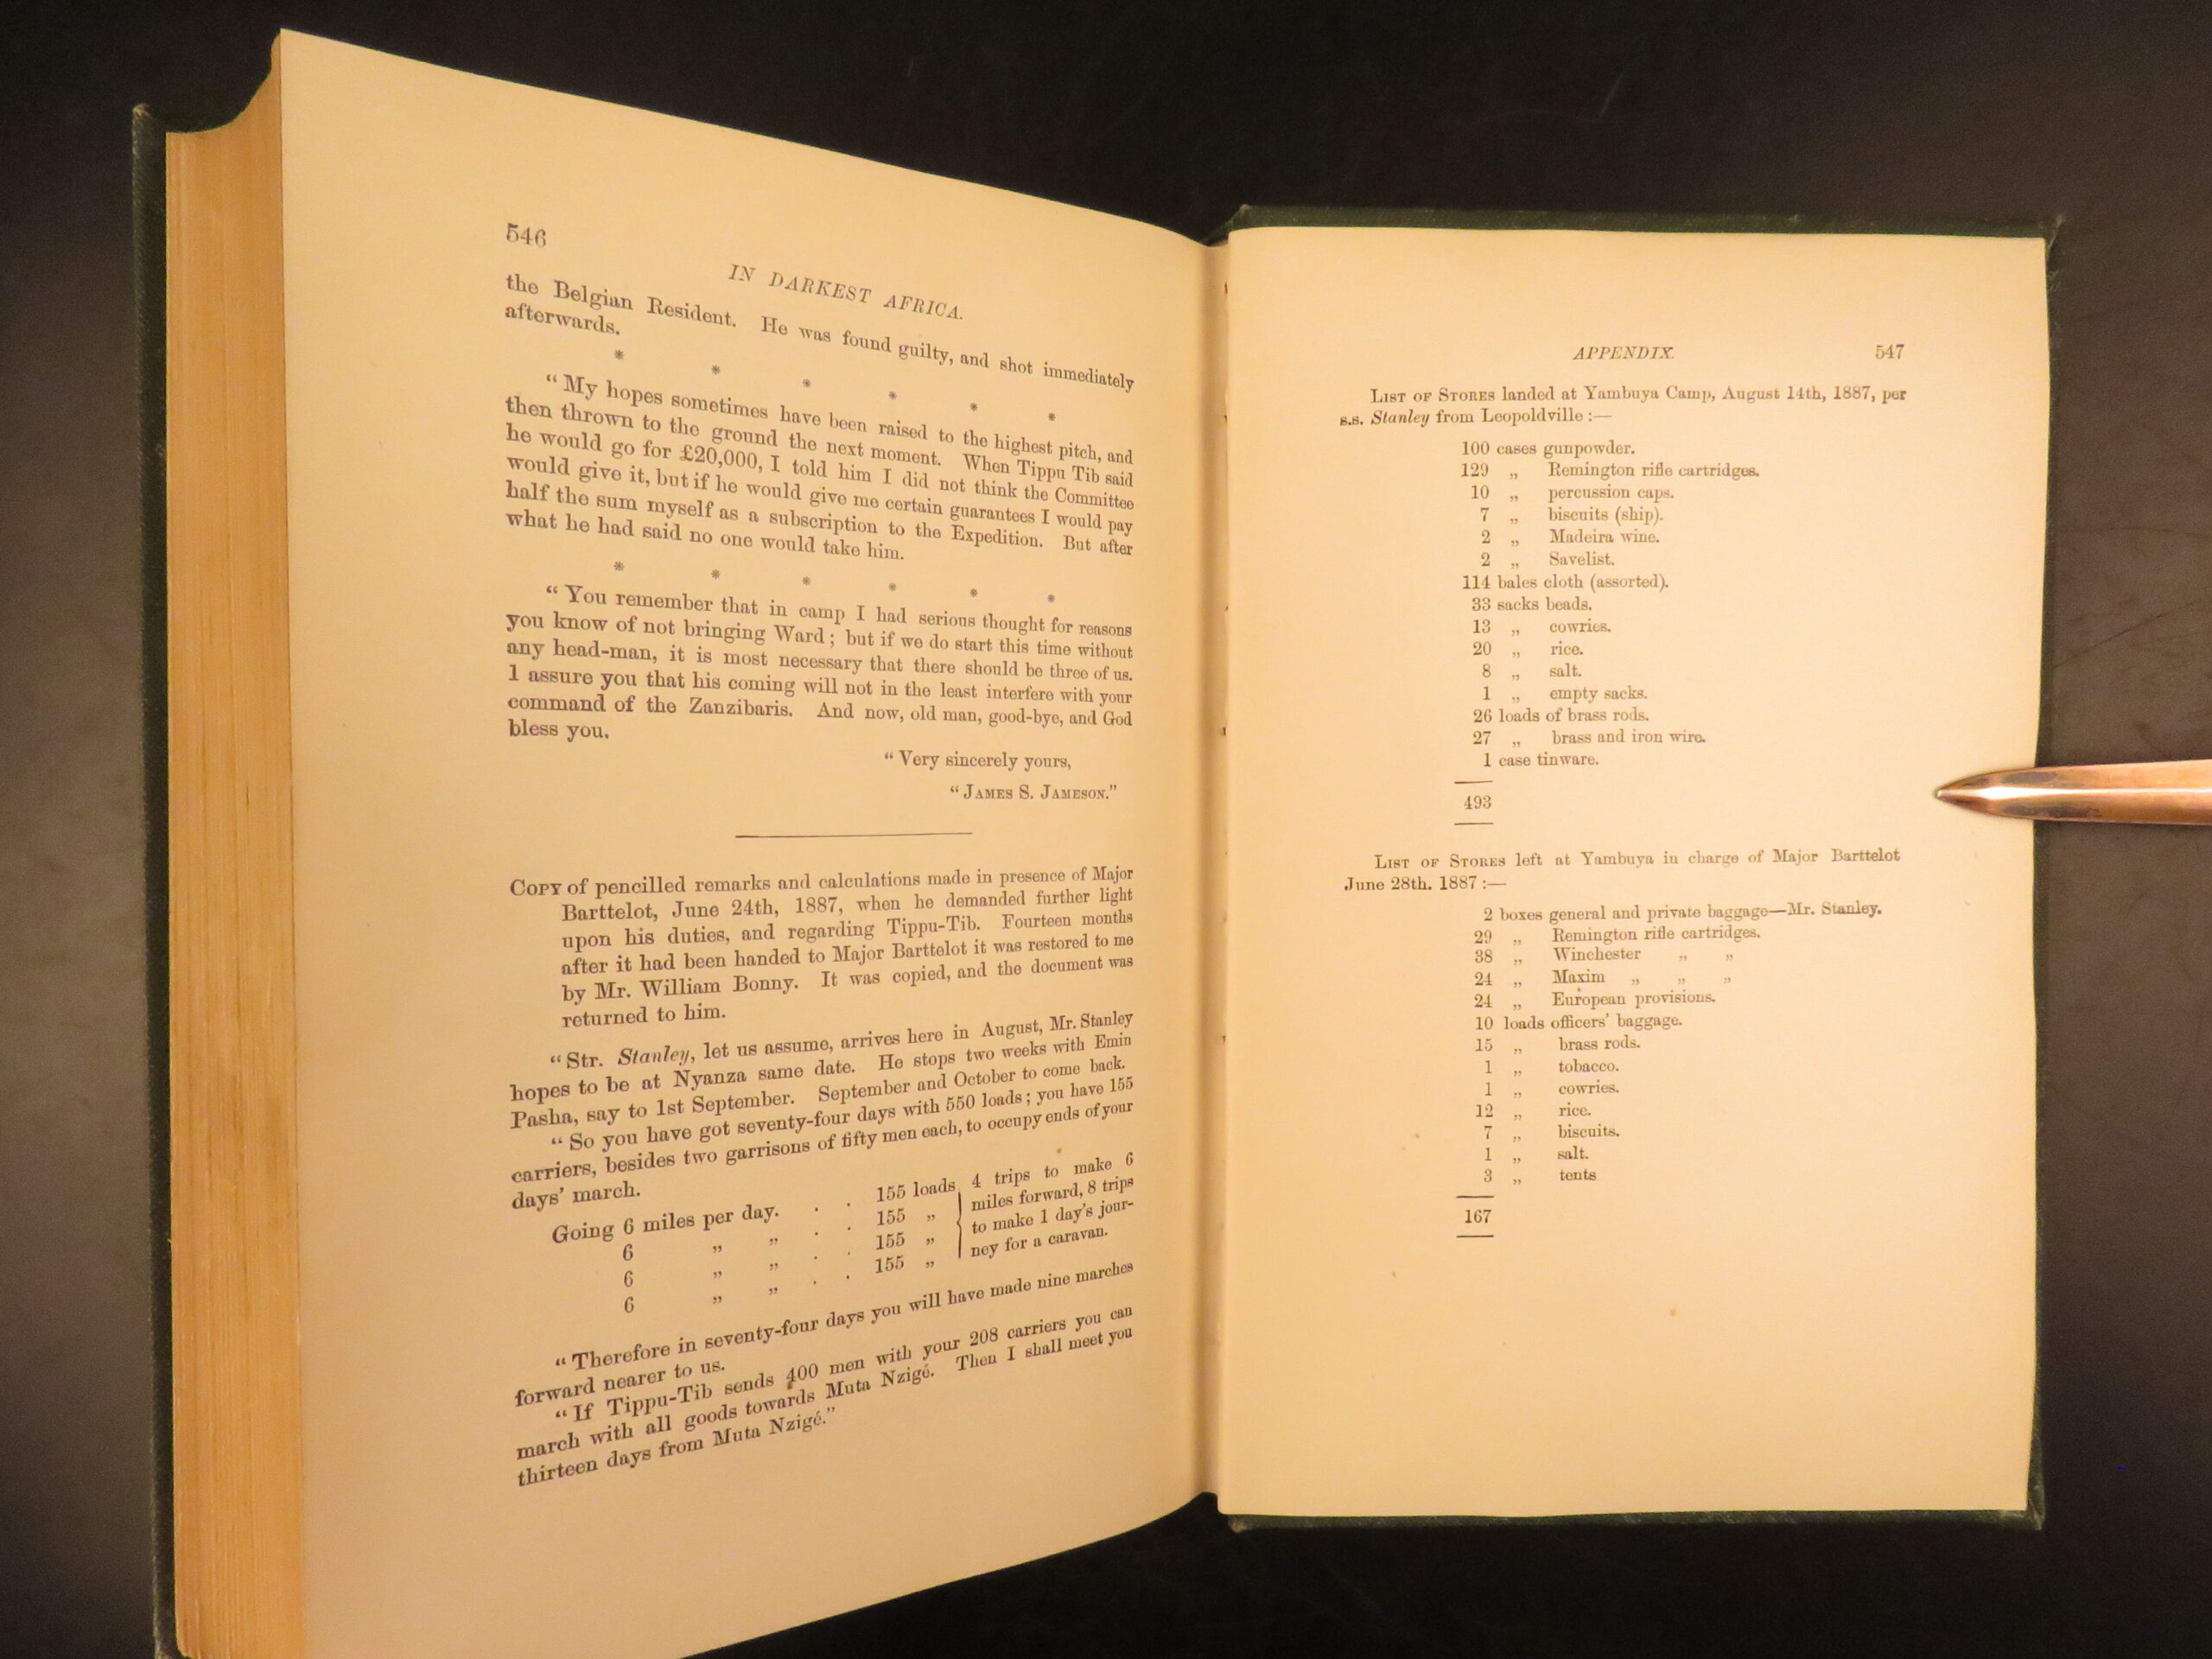 546
IN DARKEST AFRICA.
the Belgian Resident. He was found guilty, and shot immediately
afterwards.
* * * * * *
“My hopes sometimes have been raised to the highest pitch, and
then thrown to the ground the next moment. When Tippu Tib said
he would go for £20,000, I told him I did not think the Committee
would give it, but if he would give me certain guarantees I would pay
half the sum myself as a subscription to the Expedition. But after
what he had said no one would take him.
* * * * * *
“You remember that in camp I had serious thought for reasons
you know of not bringing Ward; but if we do start this time without
any head-man, it is most necessary that there should be three of us.
I assure you that his coming will not in the least interfere with your
command of the Zanzibaris. And now, old man, good-bye, and God
bless you.
“Very sincerely yours,
“JAMES S. JAMESON.”
COPY of pencilled remarks and calculations made in presence of Major
Barttelot, June 24th, 1887, when he demanded further light
upon his duties, and regarding Tippu-Tib. Fourteen months
after it had been handed to Major Barttelot it was restored to me
by Mr. William Bonny. It was copied, and the document was
returned to him.
“Str. Stanley, let us assume, arrives here in August, Mr. Stanley
hopes to be at Nyanza same date. He stops two weeks with Emin
Pasha, say to 1st September. September and October to come back.
“So you have got seventy-four days with 550 loads; you have 155
carriers, besides two garrisons of fifty men each, to occupy ends of your
days' march.
Going 6 miles per day. . . 155 loads 4 trips to make 6
6 „ „ . . 155 „ miles forward, 8 trips
6 „ „ . . 155 „ to make 1 day's jour-
6 „ „ . . 155 „ ney for a caravan.
“Therefore in seventy-four days you will have made nine marches
forward nearer to us.
“If Tippu-Tib sends 400 men with your 208 carriers you can
march with all goods towards Muta Nzigé. Then I shall meet you
thirteen days from Muta Nzigé.”
APPENDIX. 547
LIST OF STORES landed at Yambuya Camp, August 14th, 1887, per
s.s. Stanley from Leopoldville :—
100 cases gunpowder.
129 „ Remington rifle cartridges.
10 „ percussion caps.
7 „ biscuits (ship).
2 „ Madeira wine.
2 „ Savelist.
114 bales cloth (assorted).
33 sacks beads.
13 „ cowries.
20 „ rice.
8 „ salt.
1 „ empty sacks.
26 loads of brass rods.
27 „ brass and iron wire.
1 case tinware.
493
LIST OF STORES left at Yambuya in charge of Major Barttelot
June 28th. 1887 :—
2 boxes general and private baggage—Mr. Stanley.
29 „ Remington rifle cartridges.
38 „ Winchester „ „
24 „ Maxim „ „ „
24 „ European provisions.
10 loads officers' baggage.
15 „ brass rods.
1 „ tobacco.
1 „ cowries.
12 „ rice.
7 „ biscuits.
1 „ salt.
3 „ tents
167